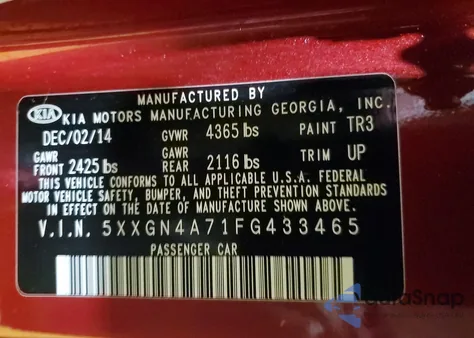 MANUFACTURED BY
KIA KIA MOTORS MANUFACTURING GEORGIA, INC.
DEC/02/14 GVWR 4365 lbs PAINT TR3
GAWR FRONT 2425 lbs GAWR REAR 2116 lbs TRIM UP
THIS VEHICLE CONFORMS TO ALL APPLICABLE U.S.A. FEDERAL
MOTOR VEHICLE SAFETY, BUMPER, AND THEFT PREVENTION STANDARDS
IN EFFECT ON THE DATE OF MANUFACTURE SHOWN ABOVE.
V.I.N. 5XXGN4A71FG433465
PASSENGER CAR